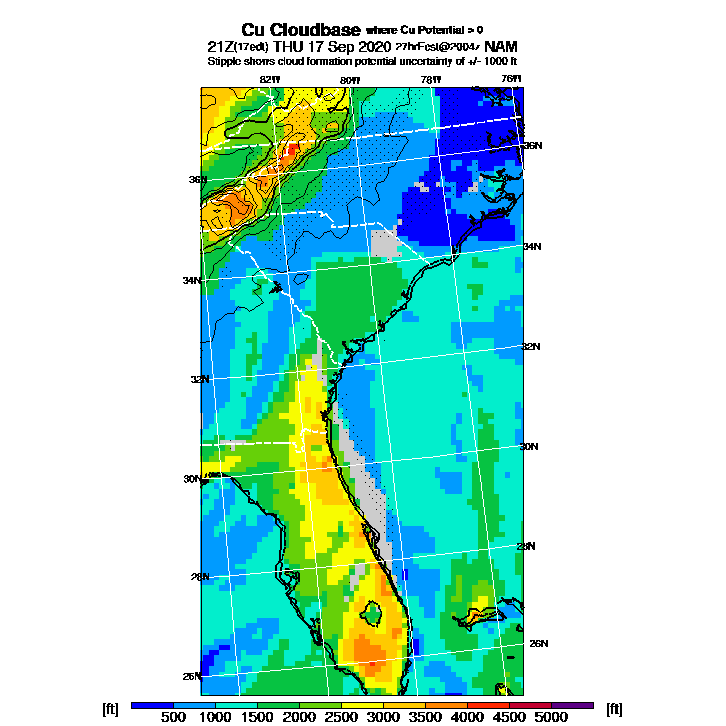 Cu Cloudbase where Cu Potential > 0
21Z(17edt) THU 17 Sep 2020 27hrFcst@2004z NAM
Stipple shows cloud formation potential uncertainty of +/- 1000 ft
82W 80W 78W 76W
36N
36N
34N
34N
32N
32N
30N
30N
28N
28N
26N
26N
[ft] [ft]
500 1000 1500 2000 2500 3000 3500 4000 4500 5000